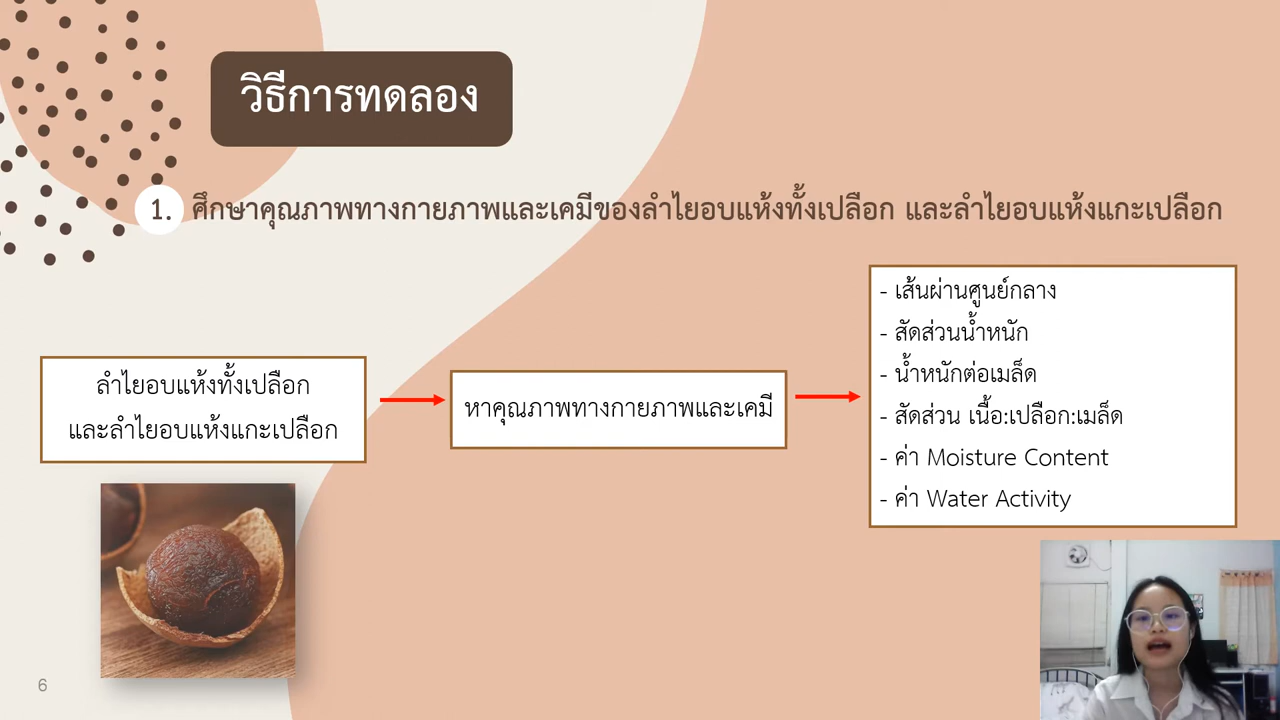 วิธีการทดลอง
1. ศึกษาคุณภาพทางกายภาพและเคมีของลำไยอบแห้งทั้งเปลือก และลำไยอบแห้งแกะเปลือก
ลำไยอบแห้งทั้งเปลือก
และลำไยอบแห้งแกะเปลือก
หาคุณภาพทางกายภาพและเคมี
- เส้นผ่านศูนย์กลาง
- สัดส่วนน้ำหนัก
- น้ำหนักต่อเมล็ด
- สัดส่วน เนื้อ:เปลือก:เมล็ด
- ค่า Moisture Content
- ค่า Water Activity
6